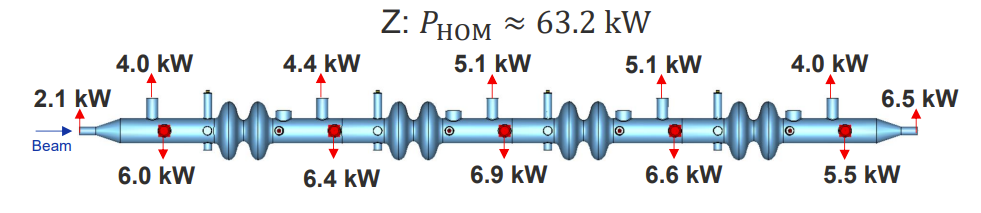 Z: P_HOM ≈ 63.2 kW
4.0 kW 4.4 kW 5.1 kW 5.1 kW 4.0 kW
2.1 kW 6.5 kW
Beam
6.0 kW 6.4 kW 6.9 kW 6.6 kW 5.5 kW